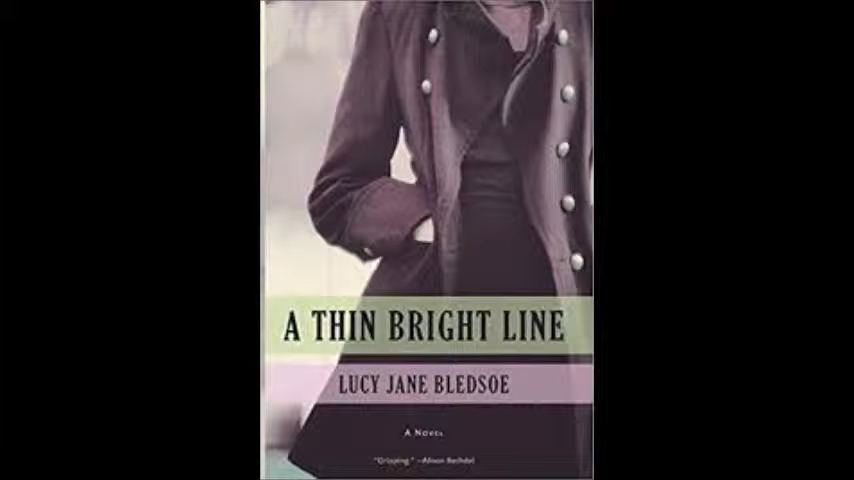 A THIN BRIGHT LINE
LUCY JANE BLEDSOE
A NOVEL
"Gripping." —Alison Bechdel